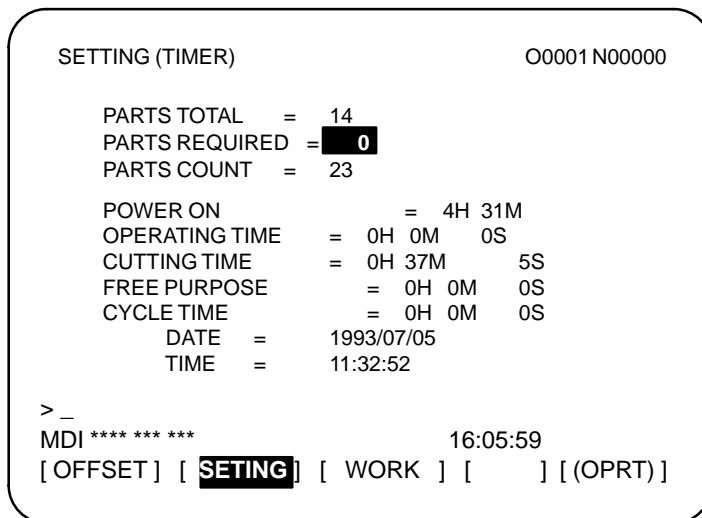 SETTING (TIMER) O0001 N00000
PARTS TOTAL = 14
PARTS REQUIRED = 0
PARTS COUNT = 23
POWER ON = 4H 31M
OPERATING TIME = 0H 0M 0S
CUTTING TIME = 0H 37M 5S
FREE PURPOSE = 0H 0M 0S
CYCLE TIME = 0H 0M 0S
DATE = 1993/07/05
TIME = 11:32:52
> _
MDI **** *** *** 16:05:59
[ OFFSET ] [ SETING ] [ WORK ] [ ] [ (OPRT) ]